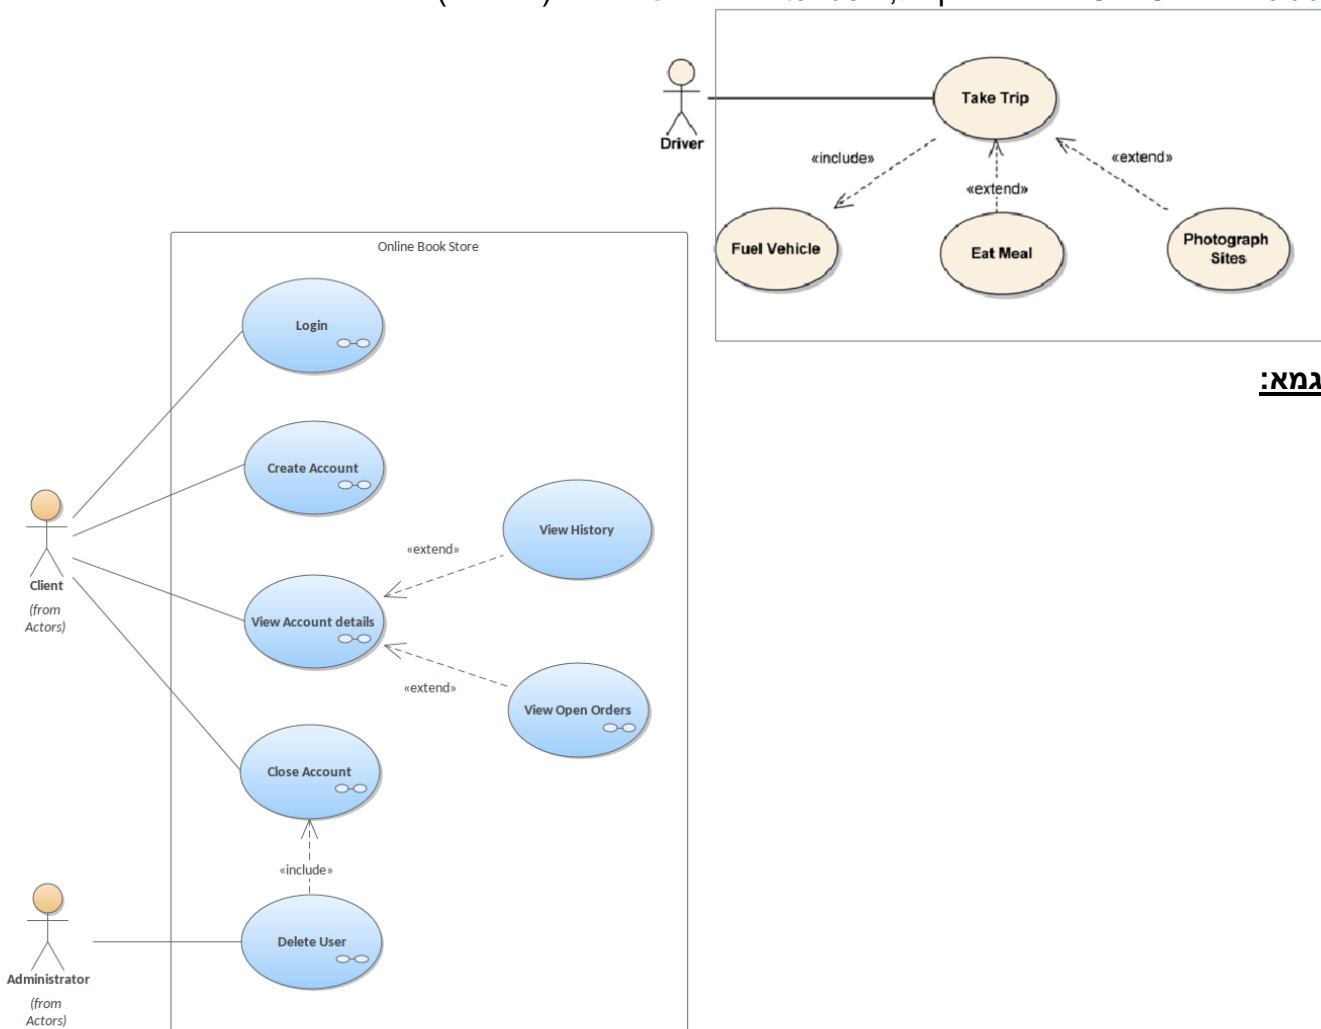 Take Trip
Driver
«include»
«extend»
«extend»
Fuel Vehicle
Eat Meal
Photograph
Sites
גמא:
Online Book Store
Login
Create Account
View History
«extend»
Client
(from
Actors)
View Account details
«extend»
View Open Orders
Close Account
«include»
Delete User
Administrator
(from
Actors)